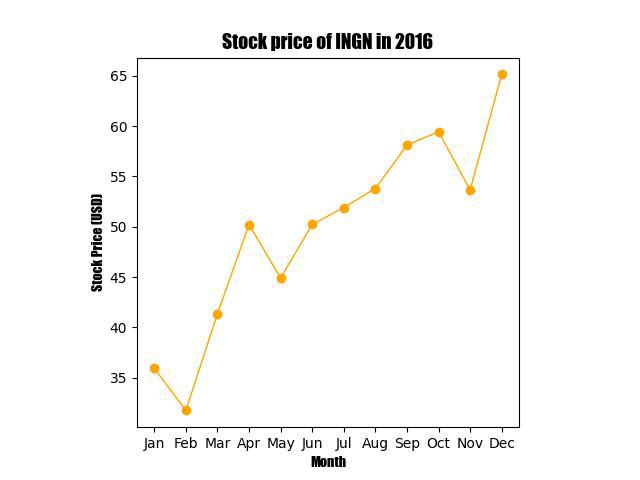 Stock price of INGN in 2016
Stock Price (USD)
65
60
55
50
45
40
35
Jan Feb Mar Apr May Jun Jul Aug Sep Oct Nov Dec
Month